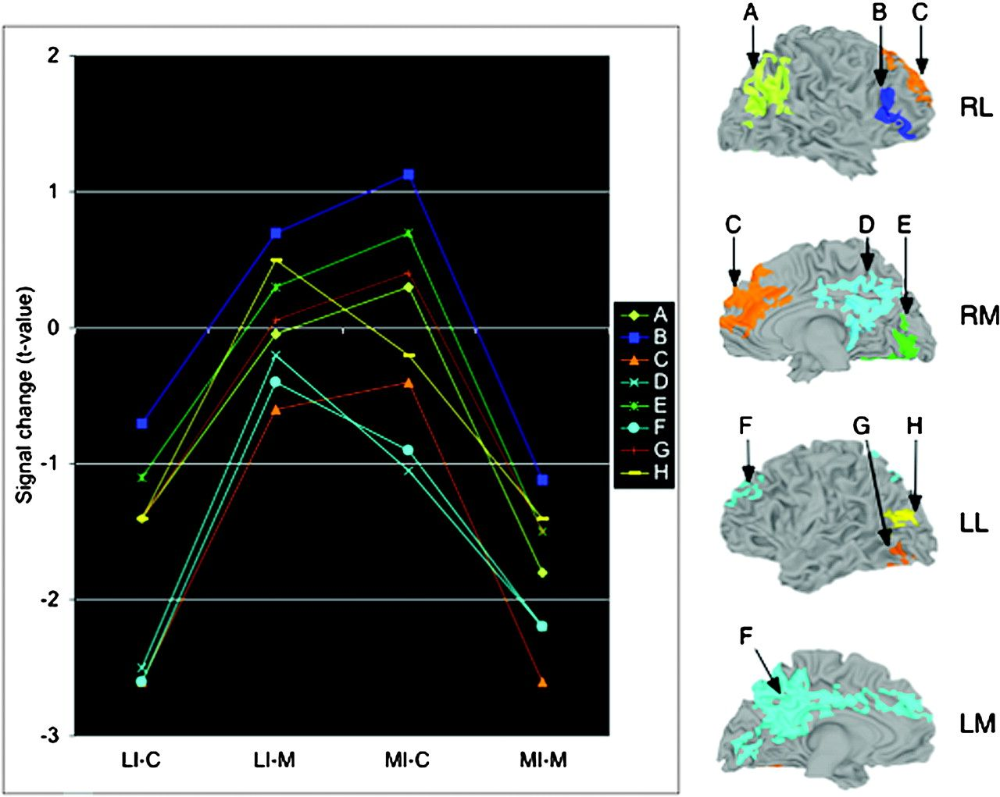 A B C
2
1
0
-1
-2
-3
Signal change (t-value)
LI·C LI·M MI·C MI·M
A
B
C
D
E
F
G
H
RL
C D E
RM
F G H
LL
F
LM